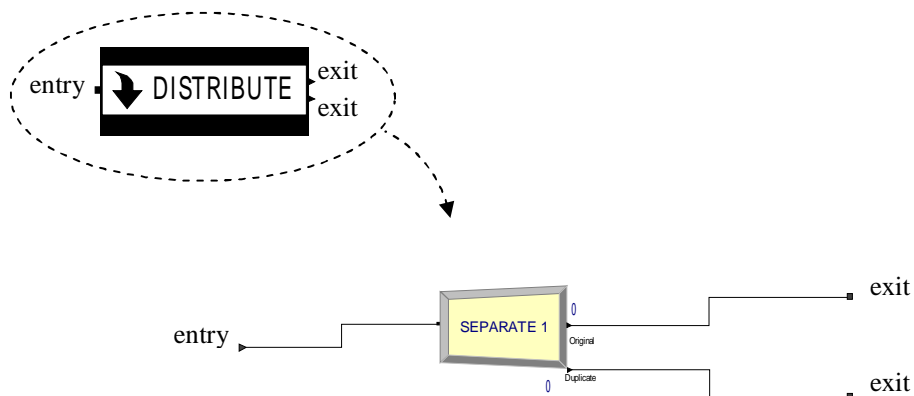 exit
entry DISTRIBUTE
exit
exit
0
SEPARATE 1
entry
Original
Duplicate
0
exit